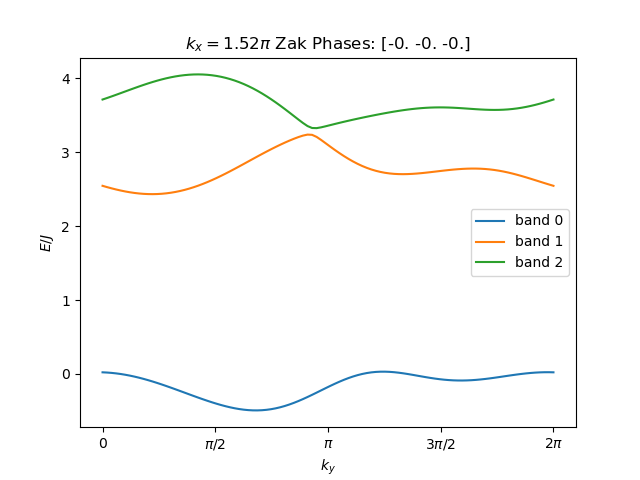 $k_x = 1.52\pi$ Zak Phases: [-0. -0. -0.]
4
3
2
1
0
E/J
band 0
band 1
band 2
0
π/2
π
3π/2
2π
$k_y$